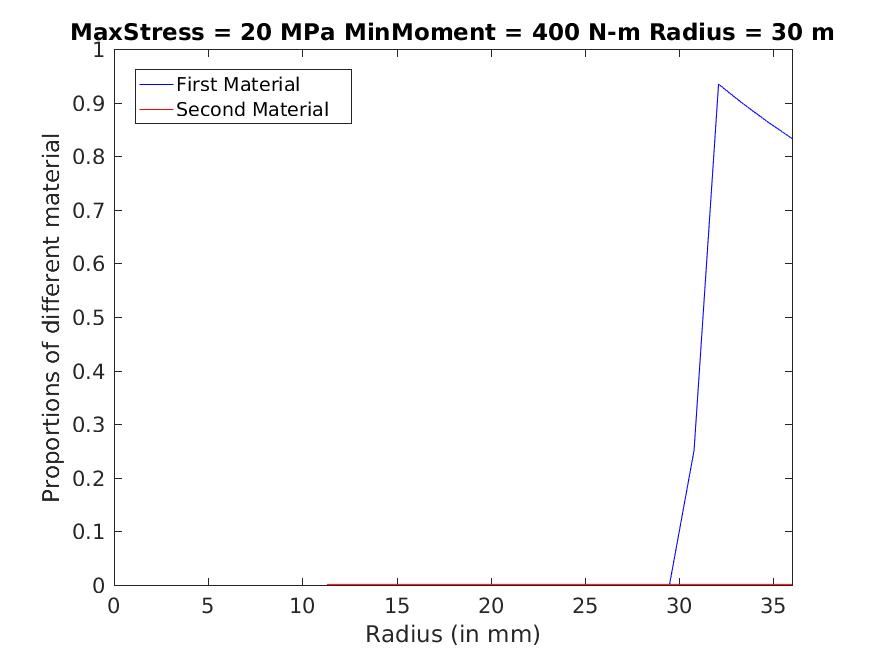 MaxStress = 20 MPa MinMoment = 400 N-m Radius = 30 m
First Material
Second Material
Proportions of different material
1
0.9
0.8
0.7
0.6
0.5
0.4
0.3
0.2
0.1
0
0 5 10 15 20 25 30 35
Radius (in mm)